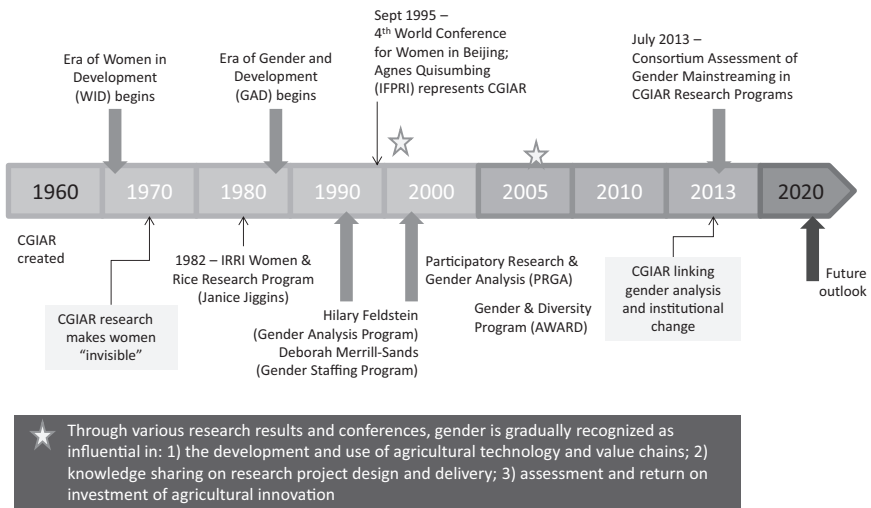 Sept 1995 –
4th World Conference
for Women in Beijing;
Agnes Quisumbing
(IFPRI) represents CGIAR
July 2013 –
Consortium Assessment of
Gender Mainstreaming in
CGIAR Research Programs
Era of Women in
Development
(WID) begins
Era of Gender and
Development
(GAD) begins
1960
1970
1980
1990
2000
2005
2010
2013
2020
CGIAR
created
CGIAR research
makes women
“invisible”
1982 – IRRI Women &
Rice Research Program
(Janice Jiggins)
Hilary Feldstein
(Gender Analysis Program)
Deborah Merrill-Sands
(Gender Staffing Program)
Participatory Research &
Gender Analysis (PRGA)
Gender & Diversity
Program (AWARD)
CGIAR linking
gender analysis
and institutional
change
Future
outlook
Through various research results and conferences, gender is gradually recognized as
influential in: 1) the development and use of agricultural technology and value chains; 2)
knowledge sharing on research project design and delivery; 3) assessment and return on
investment of agricultural innovation